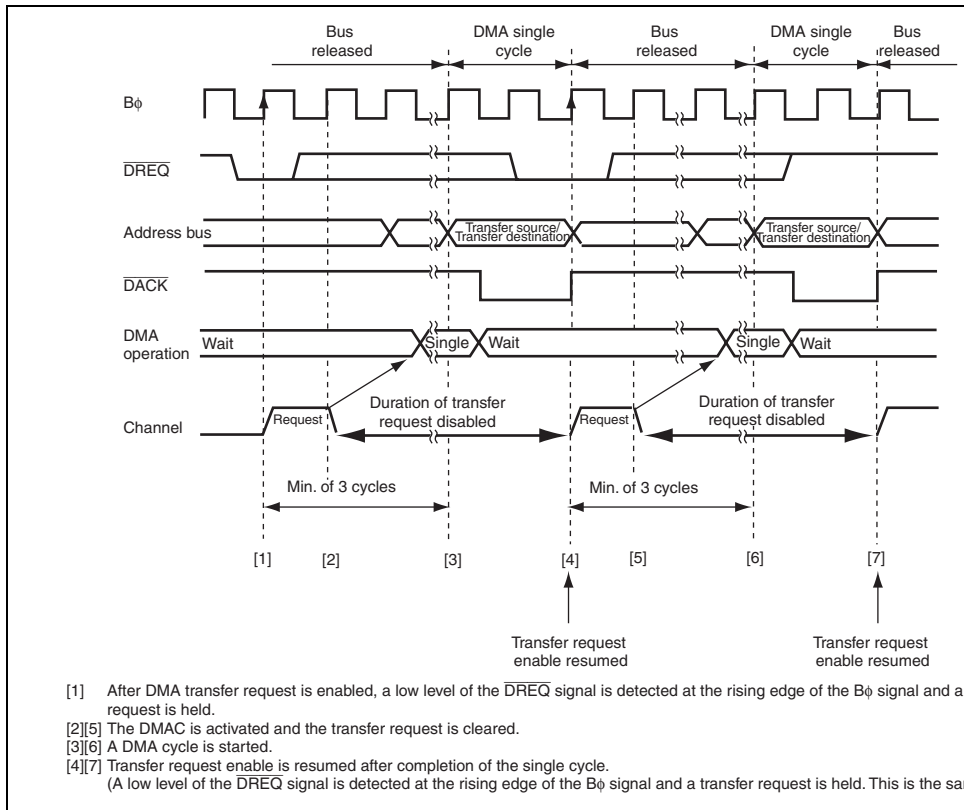 Bus released
DMA single cycle
Bus released
DMA single cycle
Bus released
Bϕ
DREQ
Address bus
Transfer source/
Transfer destination
Transfer source/
Transfer destination
DACK
DMA operation
Wait
Single
Wait
Single
Wait
Channel
Request
Duration of transfer request disabled
Request
Duration of transfer request disabled
Min. of 3 cycles
Min. of 3 cycles
[1] [2] [3] [4] [5] [6] [7]
Transfer request enable resumed
Transfer request enable resumed
[1] After DMA transfer request is enabled, a low level of the DREQ signal is detected at the rising edge of the Bϕ signal and a
request is held.
[2][5] The DMAC is activated and the transfer request is cleared.
[3][6] A DMA cycle is started.
[4][7] Transfer request enable is resumed after completion of the single cycle.
(A low level of the DREQ signal is detected at the rising edge of the Bϕ signal and a transfer request is held. This is the